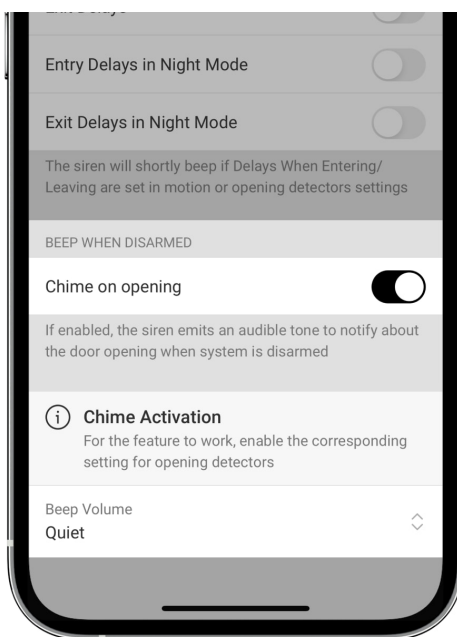 Entry Delays in Night Mode
Exit Delays in Night Mode
The siren will shortly beep if Delays When Entering/
Leaving are set in motion or opening detectors settings
BEEP WHEN DISARMED
Chime on opening
If enabled, the siren emits an audible tone to notify about
the door opening when system is disarmed
Chime Activation
For the feature to work, enable the corresponding
setting for opening detectors
Beep Volume
Quiet